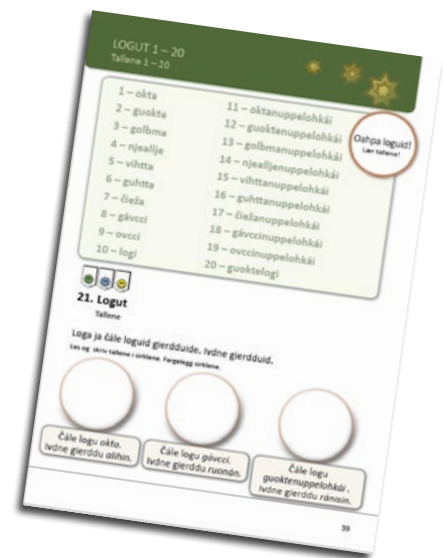 LOGUT 1 – 20
Tallene 1 – 20
1 – okta
2 – guokte
3 – golbma
4 – njeallje
5 – vihtta
6 – guhtta
7 – čieža
8 – gávcci
9 – ovcci
10 – logi
11 – oktanuppelohkái
12 – guoktenuppelohkái
13 – golbmanuppelohkái
14 – njealljenuppelohkái
15 – vihttanuppelohkái
16 – guhttanuppelohkái
17 – čiežanuppelohkái
18 – gávccinuppelohkái
19 – ovccinuppelohkái
20 – guoktelogi
Oahpa loguid!
Lær tallene!
21. Logut
Tallene
Loga ja čále loguid gierdduide. Ivdne gierdduid.
Les og skriv tallene i sirklene. Fargelegg sirklene.
Čále logu okta.
Ivdne gierddu alihin.
Čále logu gávcci.
Ivdne gierddu ruonán.
Čále logu
guoktenuppelohkái .
Ivdne gierddu ránisin.
39